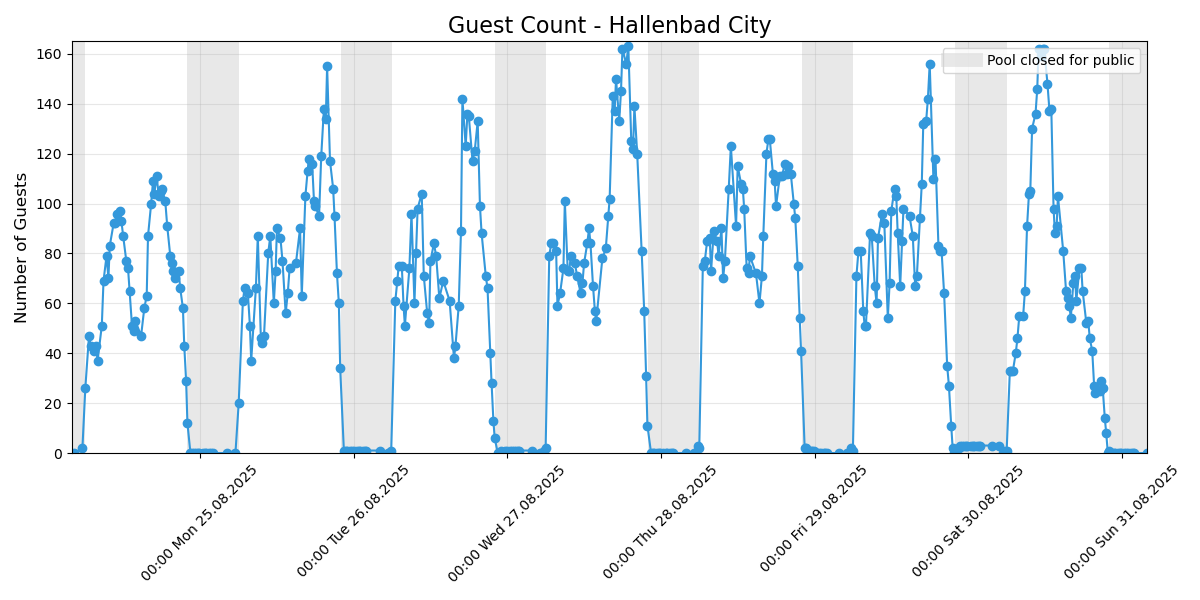 Guest Count - Hallenbad City
Pool closed for public
Number of Guests
160
140
120
100
80
60
40
20
0
00:00 Mon 25.08.2025
00:00 Tue 26.08.2025
00:00 Wed 27.08.2025
00:00 Thu 28.08.2025
00:00 Fri 29.08.2025
00:00 Sat 30.08.2025
00:00 Sun 31.08.2025